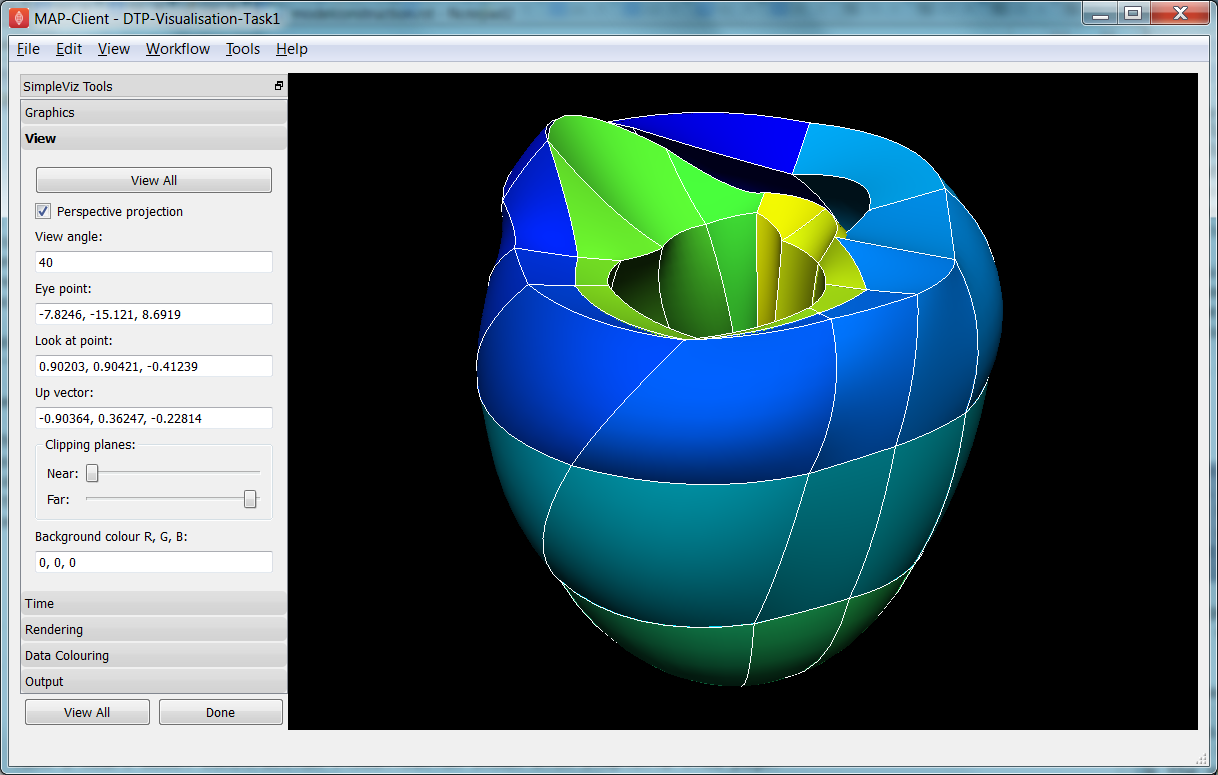 MAP-Client - DTP-Visualisation-Task1
File Edit View Workflow Tools Help
SimpleViz Tools
Graphics
View
View All
Perspective projection
View angle:
40
Eye point:
-7.8246, -15.121, 8.6919
Look at point:
0.90203, 0.90421, -0.41239
Up vector:
-0.90364, 0.36247, -0.22814
Clipping planes:
Near:
Far:
Background colour R, G, B:
0, 0, 0
Time
Rendering
Data Colouring
Output
View All Done